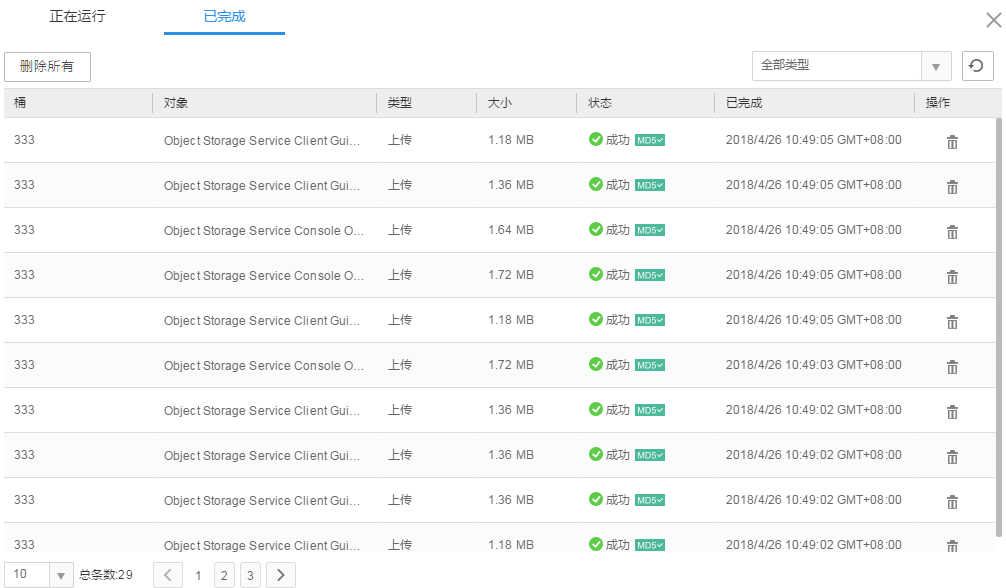 正在运行 已完成
删除所有 全部类型
桶 对象 类型 大小 状态 已完成 操作
333 Object Storage Service Client Gui... 上传 1.18 MB 成功 MD5 2018/4/26 10:49:05 GMT+08:00
333 Object Storage Service Client Gui... 上传 1.36 MB 成功 MD5 2018/4/26 10:49:05 GMT+08:00
333 Object Storage Service Console O... 上传 1.64 MB 成功 MD5 2018/4/26 10:49:05 GMT+08:00
333 Object Storage Service Console O... 上传 1.72 MB 成功 MD5 2018/4/26 10:49:05 GMT+08:00
333 Object Storage Service Client Gui... 上传 1.18 MB 成功 MD5 2018/4/26 10:49:05 GMT+08:00
333 Object Storage Service Console O... 上传 1.72 MB 成功 MD5 2018/4/26 10:49:03 GMT+08:00
333 Object Storage Service Client Gui... 上传 1.36 MB 成功 MD5 2018/4/26 10:49:02 GMT+08:00
333 Object Storage Service Client Gui... 上传 1.36 MB 成功 MD5 2018/4/26 10:49:02 GMT+08:00
333 Object Storage Service Client Gui... 上传 1.36 MB 成功 MD5 2018/4/26 10:49:02 GMT+08:00
333 Object Storage Service Client Gui... 上传 1.18 MB 成功 MD5 2018/4/26 10:49:02 GMT+08:00
10 总条数:29 1 2 3